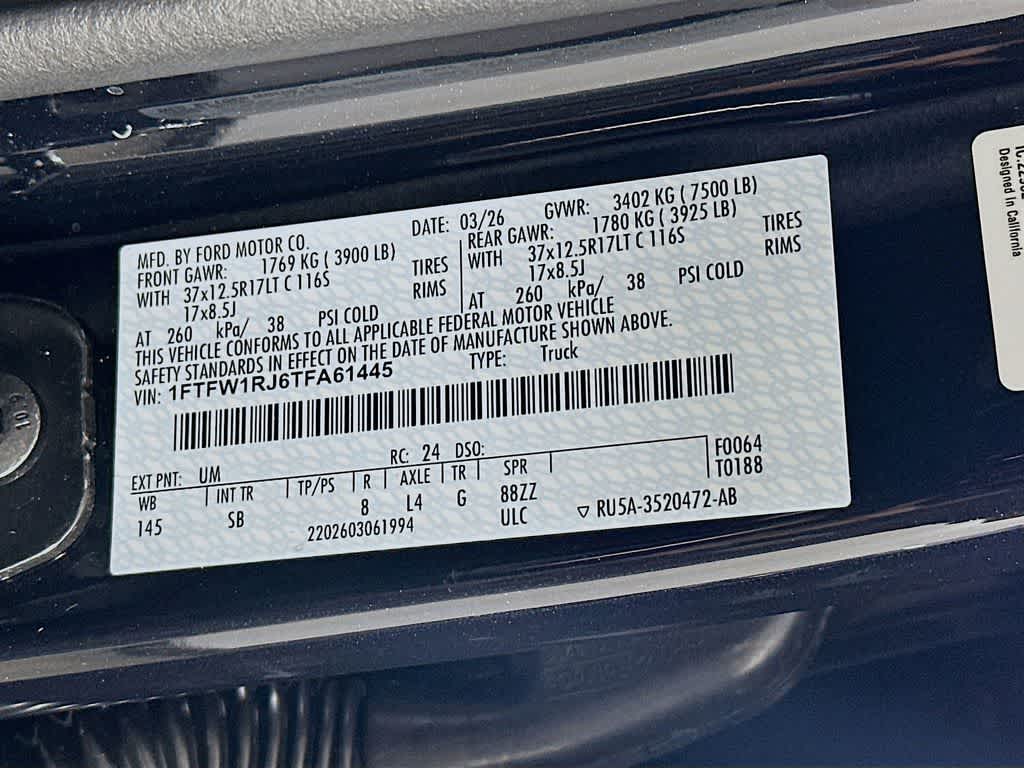 MFD. BY FORD MOTOR CO.
DATE: 03/26
GVWR: 3402 KG ( 7500 LB)
FRONT GAWR: 1769 KG ( 3900 LB)
WITH 37x12.5R17LT C 116S TIRES
17x8.5J RIMS
AT 260 kPa/ 38 PSI COLD
REAR GAWR: 1780 KG ( 3925 LB)
WITH 37x12.5R17LT C 116S TIRES
17x8.5J RIMS
AT 260 kPa/ 38 PSI COLD
THIS VEHICLE CONFORMS TO ALL APPLICABLE FEDERAL MOTOR VEHICLE
SAFETY STANDARDS IN EFFECT ON THE DATE OF MANUFACTURE SHOWN ABOVE.
VIN: 1FTFW1RJ6TFA61445
TYPE: Truck
EXT PNT: UM RC: 24 DSO:
WB INT TR TP/PS R AXLE TR SPR
145 SB 8 L4 G 88ZZ
ULC
F0064
T0188
2202603061994
▽ RU5A-3520472-AB
Designed in California